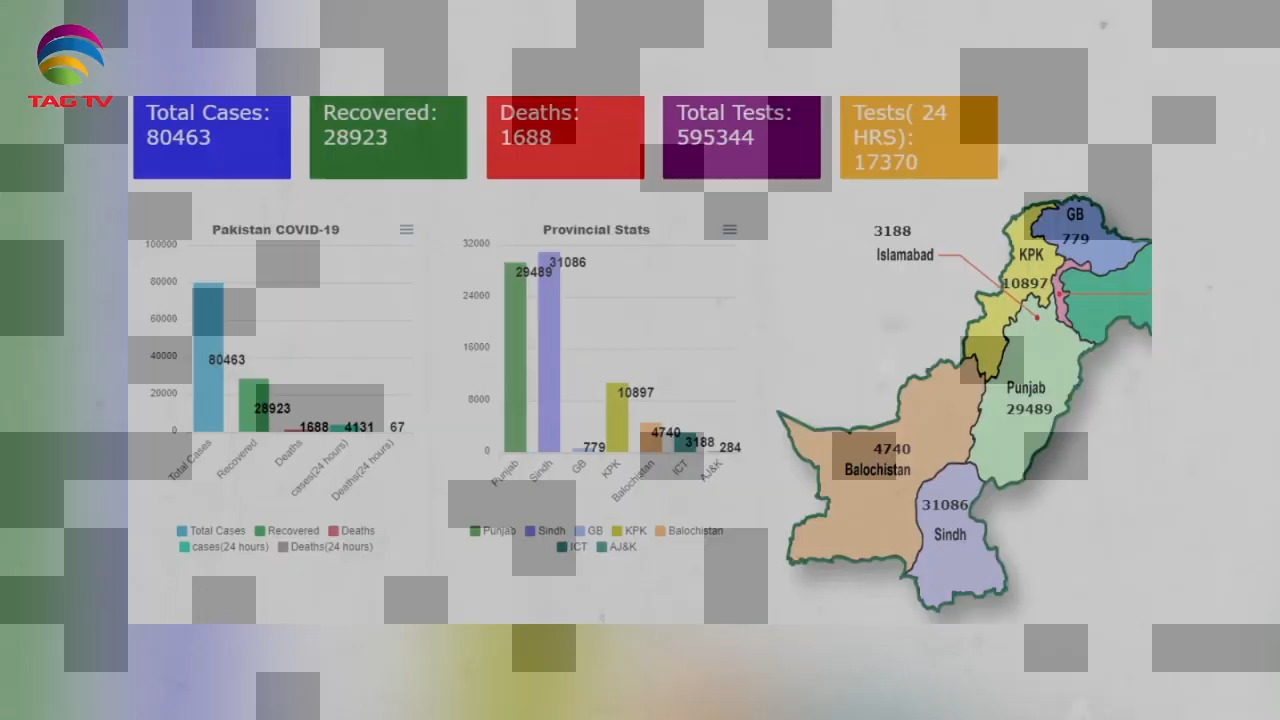 TAG TV
Total Cases:
80463
Recovered:
28923
Deaths:
1688
Total Tests:
595344
Tests( 24
HRS):
17370
Pakistan COVID-19
100000
80000
60000
40000
20000
0
80463
28923
1688
4131
67
Total Cases
Recovered
Deaths
cases(24 hours)
Deaths(24 hours)
Total Cases Recovered Deaths
cases(24 hours) Deaths(24 hours)
Provincial Stats
32000
24000
16000
8000
0
29489
31086
779
10897
4740
3188
284
Punjab
Sindh
GB
KPK
Balochistan
ICT
AJ&K
Punjab Sindh GB KPK Balochistan
ICT AJ&K
GB
779
3188
Islamabad
KPK
10897
Punjab
29489
4740
Balochistan
31086
Sindh